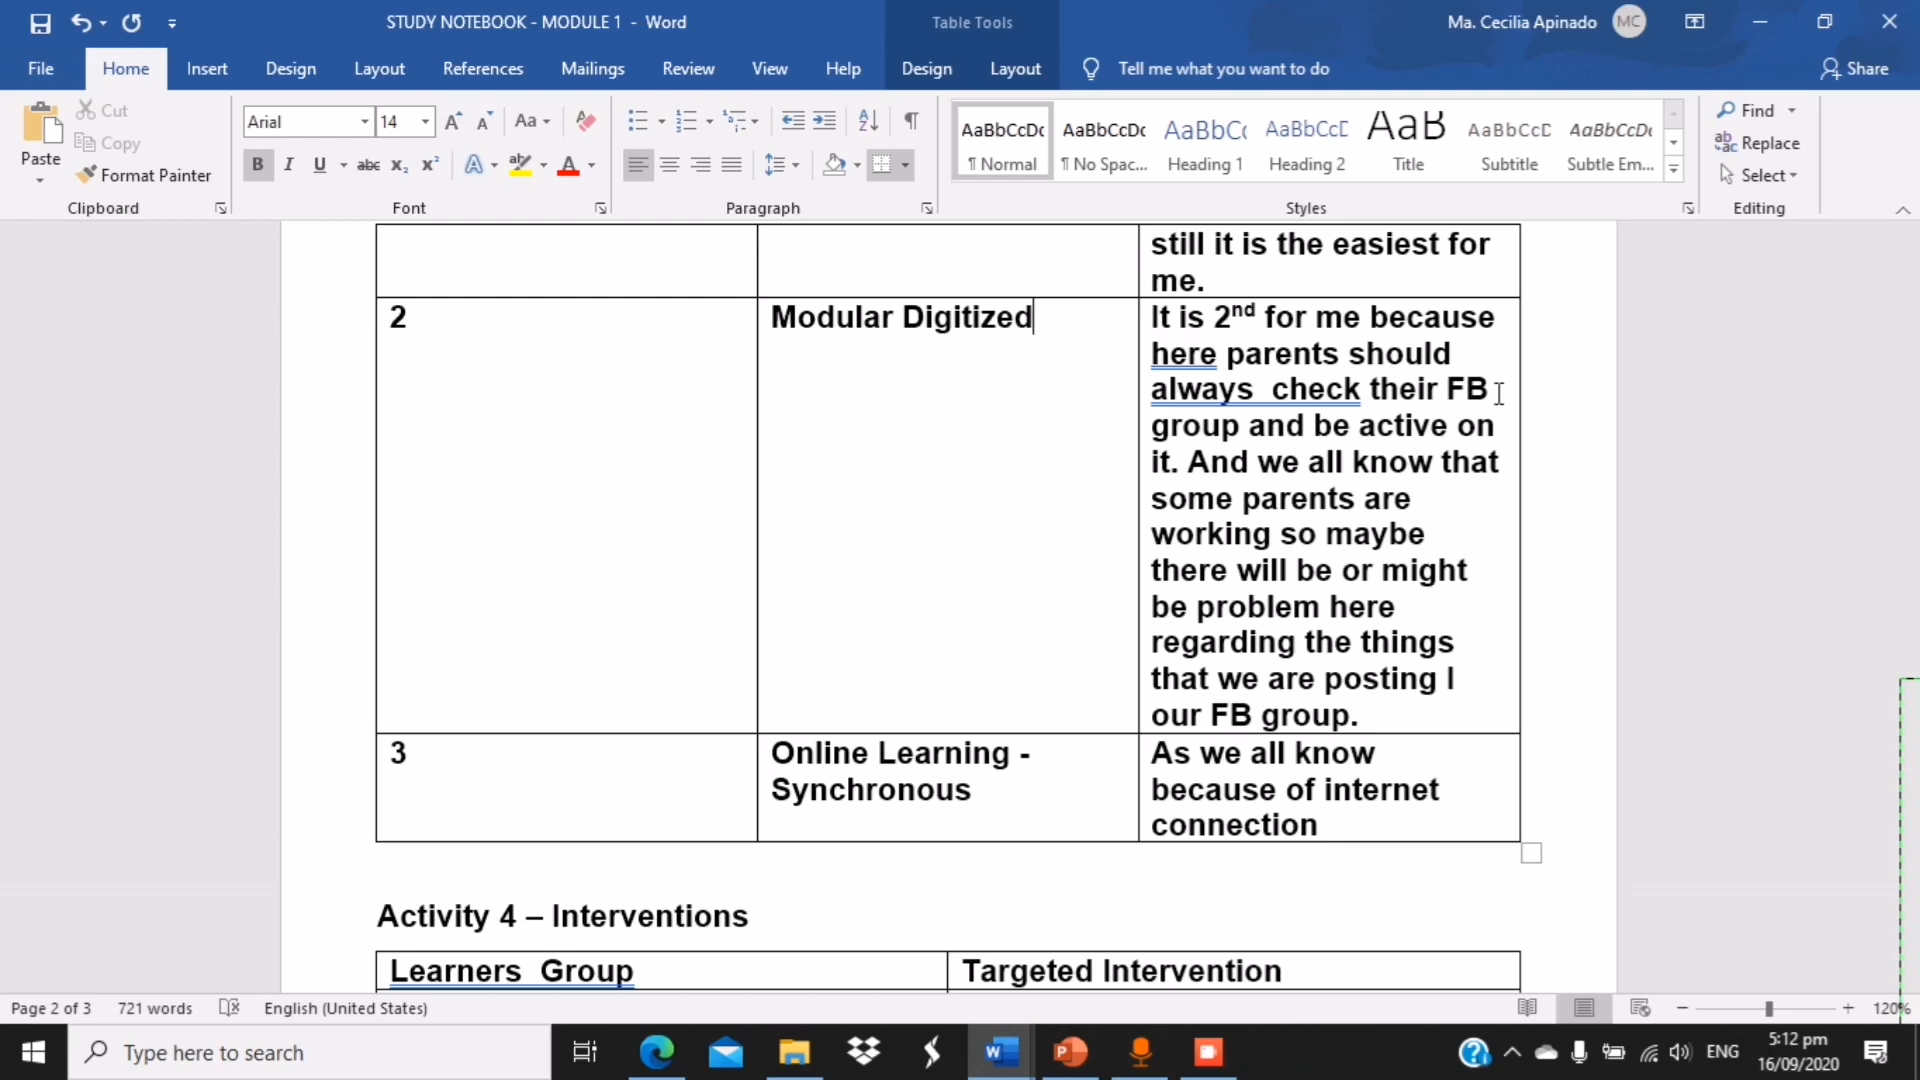 STUDY NOTEBOOK - MODULE 1 - Word
Table Tools
Ma. Cecilia Apinado
MC
File
Home
Insert
Design
Layout
References
Mailings
Review
View
Help
Design
Layout
Tell me what you want to do
Share
Paste
Cut
Copy
Format Painter
Clipboard
Arial
14
Aa
B I U abc x₂ x²
Font
Paragraph
AaBbCcDc
¶ Normal
AaBbCcDc
¶ No Spac...
AaBbCc
Heading 1
AaBbCcE
Heading 2
AaB
Title
AaBbCcD
Subtitle
AaBbCcDc
Subtle Em...
Styles
Find
Replace
Select
Editing
still it is the easiest for
me.
2
Modular Digitized
It is 2nd for me because
here parents should
always  check their FB
group and be active on
it. And we all know that
some parents are
working so maybe
there will be or might
be problem here
regarding the things
that we are posting I
our FB group.
3
Online Learning -
Synchronous
As we all know
because of internet
connection
Activity 4 – Interventions
Learners  Group
Targeted Intervention
Page 2 of 3
721 words
English (United States)
120%
Type here to search
ENG
5:12 pm
16/09/2020